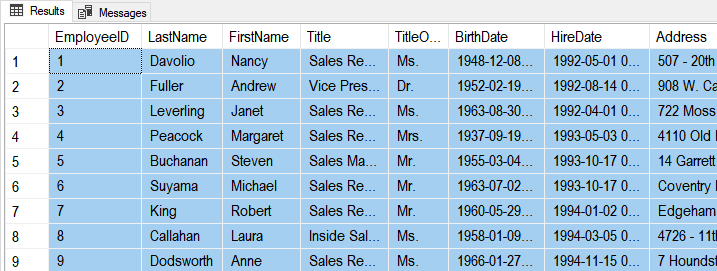 Results Messages
EmployeeID LastName FirstName Title TitleO... BirthDate HireDate Address
1 1 Davolio Nancy Sales Re... Ms. 1948-12-08... 1992-05-01 0... 507 - 20th
2 2 Fuller Andrew Vice Pres... Dr. 1952-02-19... 1992-08-14 0... 908 W. Ca
3 3 Leverling Janet Sales Re... Ms. 1963-08-30... 1992-04-01 0... 722 Moss
4 4 Peacock Margaret Sales Re... Mrs. 1937-09-19... 1993-05-03 0... 4110 Old
5 5 Buchanan Steven Sales Ma... Mr. 1955-03-04... 1993-10-17 0... 14 Garrett
6 6 Suyama Michael Sales Re... Mr. 1963-07-02... 1993-10-17 0... Coventry
7 7 King Robert Sales Re... Mr. 1960-05-29... 1994-01-02 0... Edgeham
8 8 Callahan Laura Inside Sal... Ms. 1958-01-09... 1994-03-05 0... 4726 - 11th
9 9 Dodsworth Anne Sales Re... Ms. 1966-01-27... 1994-11-15 0... 7 Houndst